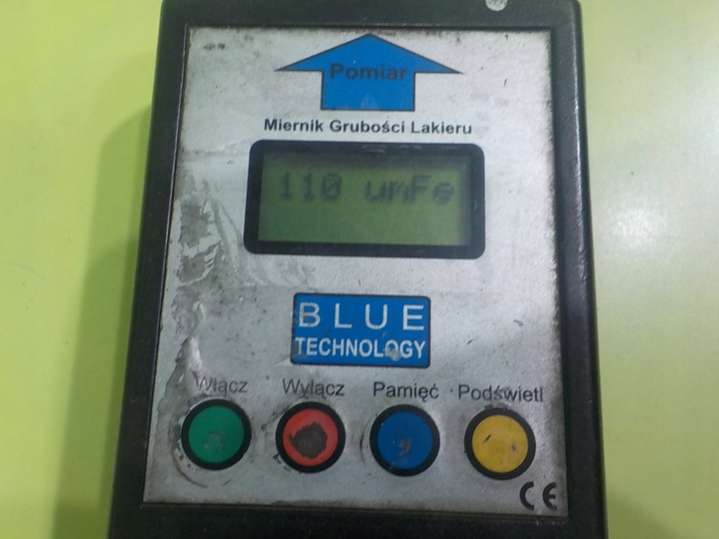 Pomiar
Miernik Grubości Lakieru
110 umFe
BLUE
TECHNOLOGY
Włącz Wyłącz Pamięć Podświetl
CE